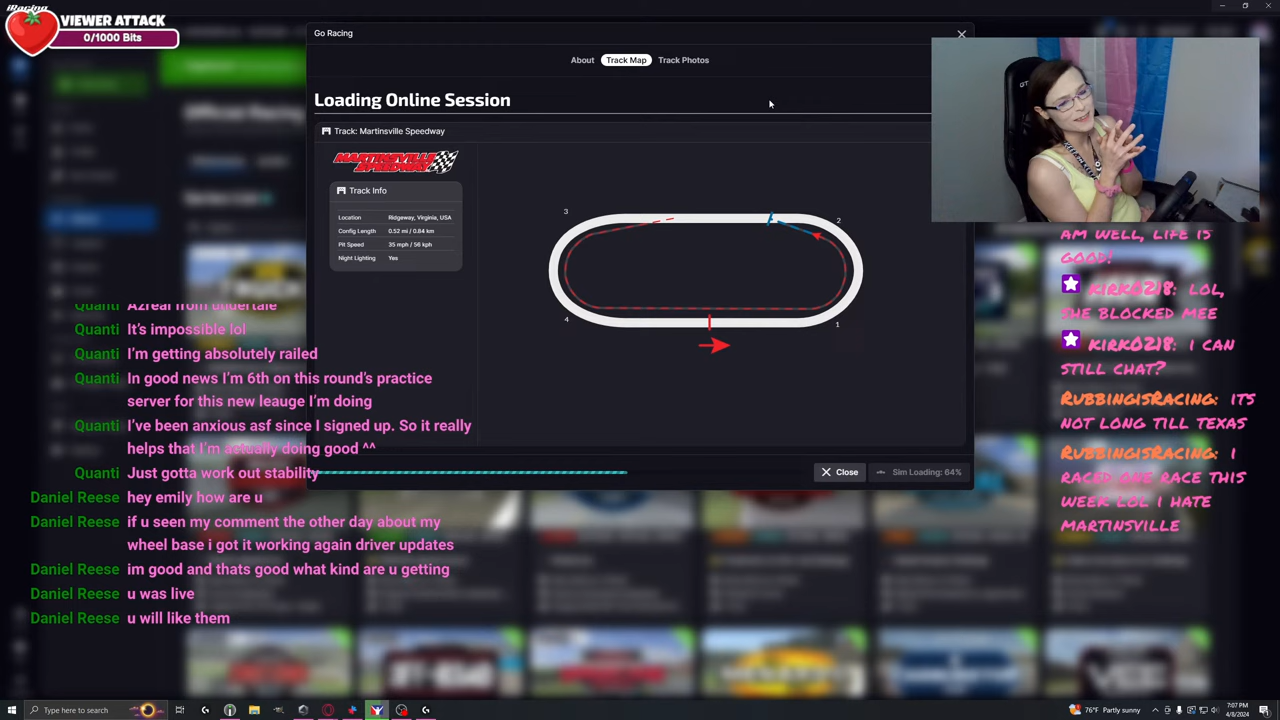 iRacing
VIEWER ATTACK
0/1000 Bits
Go Racing
About
Track Map
Track Photos
Loading Online Session
Track: Martinsville Speedway
MARTINSVILLE
SPEEDWAY
Track Info
Location Ridgeway, Virginia, USA
Config Length 0.52 mi / 0.84 km
Pit Speed 35 mph / 56 kph
Night Lighting Yes
3
2
4
1
Close
Sim Loading: 64%
Quanti Azreal from undertale
Quanti It's impossible lol
Quanti I'm getting absolutely railed
Quanti In good news I'm 6th on this round's practice
server for this new leauge I'm doing
Quanti I've been anxious asf since I signed up. So it really
helps that I'm actually doing good ^^
Quanti Just gotta work out stability
Daniel Reese hey emily how are u
Daniel Reese if u seen my comment the other day about my
wheel base i got it working again driver updates
Daniel Reese im good and thats good what kind are u getting
Daniel Reese u was live
Daniel Reese u will like them
AM WELL, LIFE IS
GOOD!
KIRK0218: LOL,
SHE BLOCKED MEE
KIRK0218: I CAN
STILL CHAT?
RUBBINGISRACING: ITS
NOT LONG TILL TEXAS
RUBBINGISRACING: I
RACED ONE RACE THIS
WEEK LOL I HATE
MARTINSVILLE
Type here to search
76°F Partly sunny
7:07 PM
4/8/2024